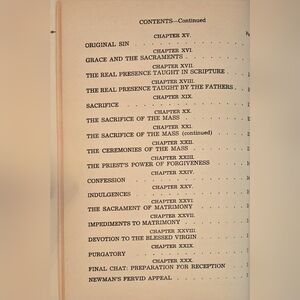 CONTENTS—Continued
CHAPTER XV.
ORIGINAL SIN
CHAPTER XVI.
GRACE AND THE SACRAMENTS
CHAPTER XVII
THE REAL PRESENCE TAUGHT IN SCRIPTURE
CHAPTER XVIII.
THE REAL PRESENCE TAUGHT BY THE FATHERS
CHAPTER XIX.
SACRIFICE
CHAPTER XX.
THE SACRIFICE OF THE MASS
CHAPTER XXI.
THE SACRIFICE OF THE MASS (continued)
CHAPTER XXII.
THE CEREMONIES OF THE MASS
CHAPTER XXIII.
THE PRIEST'S POWER OF FORGIVENESS
CHAPTER XXIV.
CONFESSION
CHAPTER XXV.
INDULGENCES
CHAPTER XXVI
THE SACRAMENT OF MATRIMONY
CHAPTER XXVII.
IMPEDIMENTS TO MATRIMONY
CHAPTER XXVIII.
DEVOTION TO THE BLESSED VIRGIN
CHAPTER XXIX.
PURGATORY
CHAPTER XXX.
FINAL CHAT: PREPARATION FOR RECEPTION
NEWMAN'S FERVID APPEAL